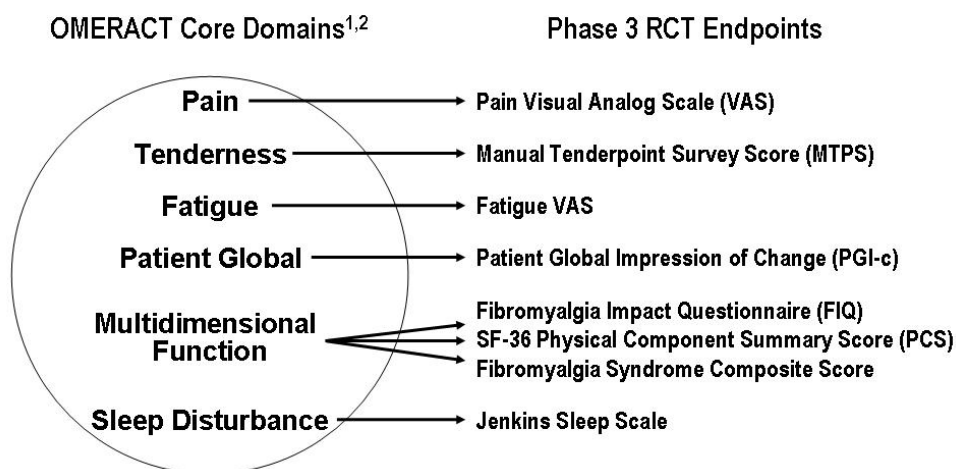 OMERACT Core Domains1,2
Phase 3 RCT Endpoints
Pain
Pain Visual Analog Scale (VAS)
Tenderness
Manual Tenderpoint Survey Score (MTPS)
Fatigue
Fatigue VAS
Patient Global
Patient Global Impression of Change (PGI-c)
Multidimensional
Function
Fibromyalgia Impact Questionnaire (FIQ)
SF-36 Physical Component Summary Score (PCS)
Fibromyalgia Syndrome Composite Score
Sleep Disturbance
Jenkins Sleep Scale